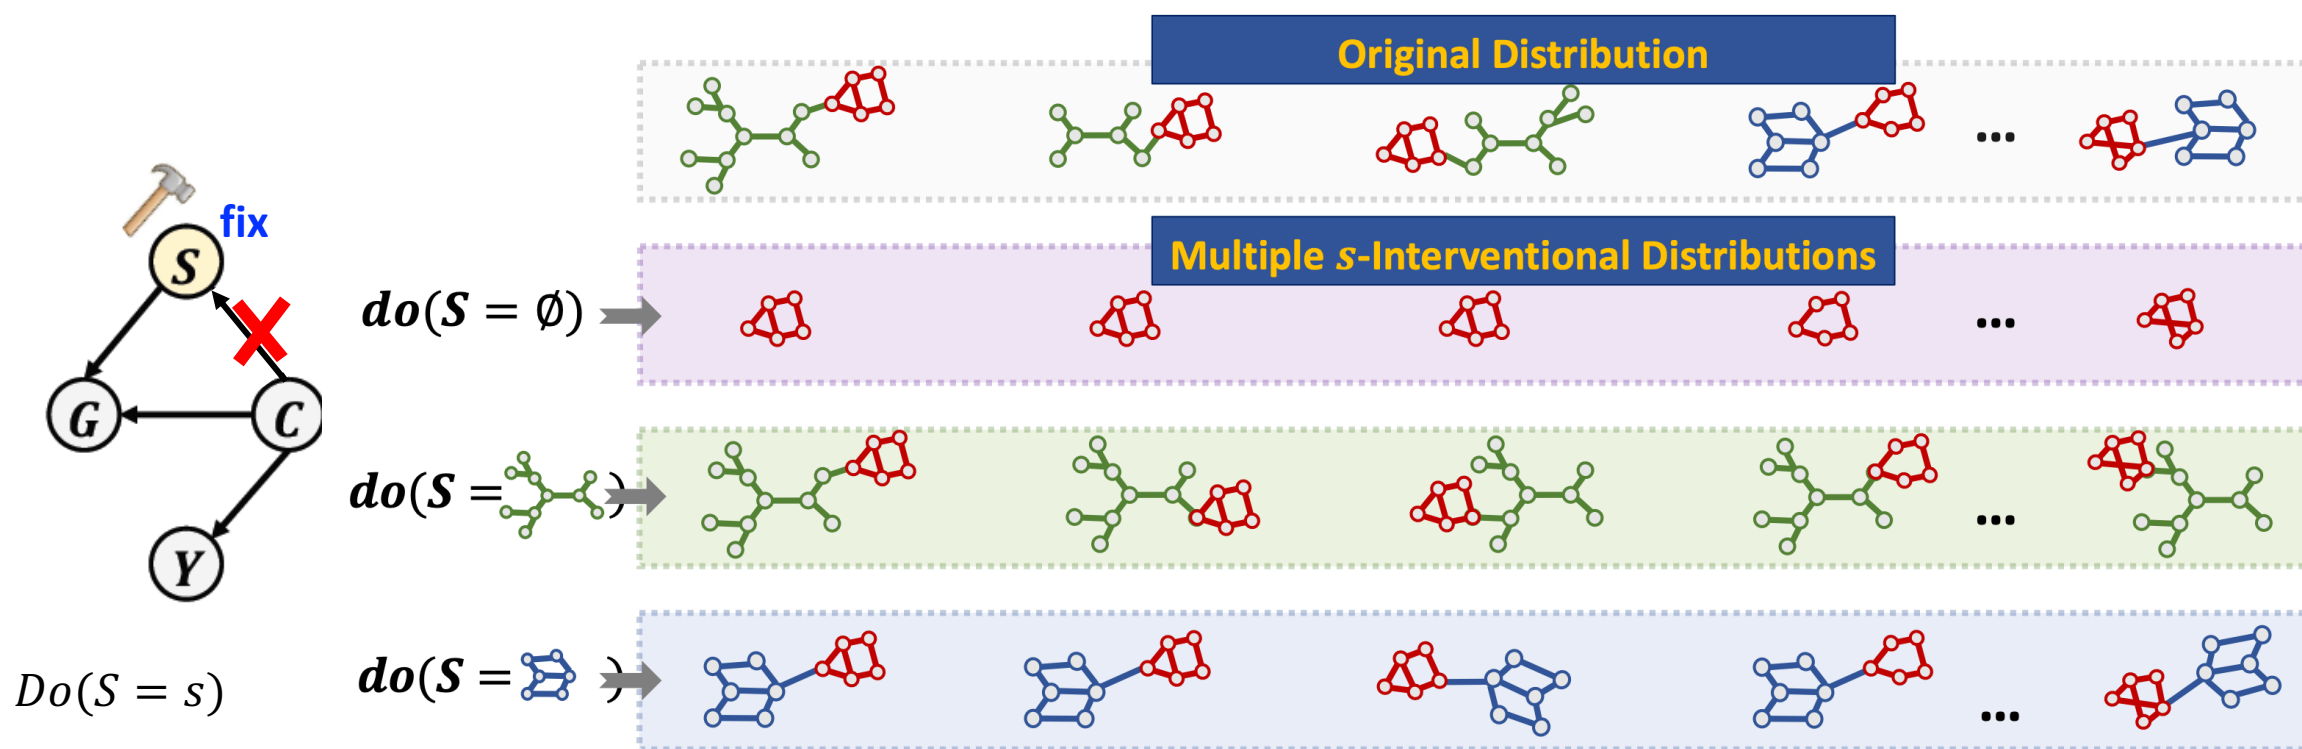 Original Distribution
...
fix
S
Multiple s-Interventional Distributions
do(S = ∅)
...
G
C
do(S = )
...
Y
do(S = )
Do(S = s)
...